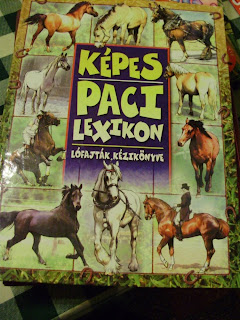 KÉPES
PACI
LEXIKON
LÓFAJTÁK KÉZIKÖNYVE